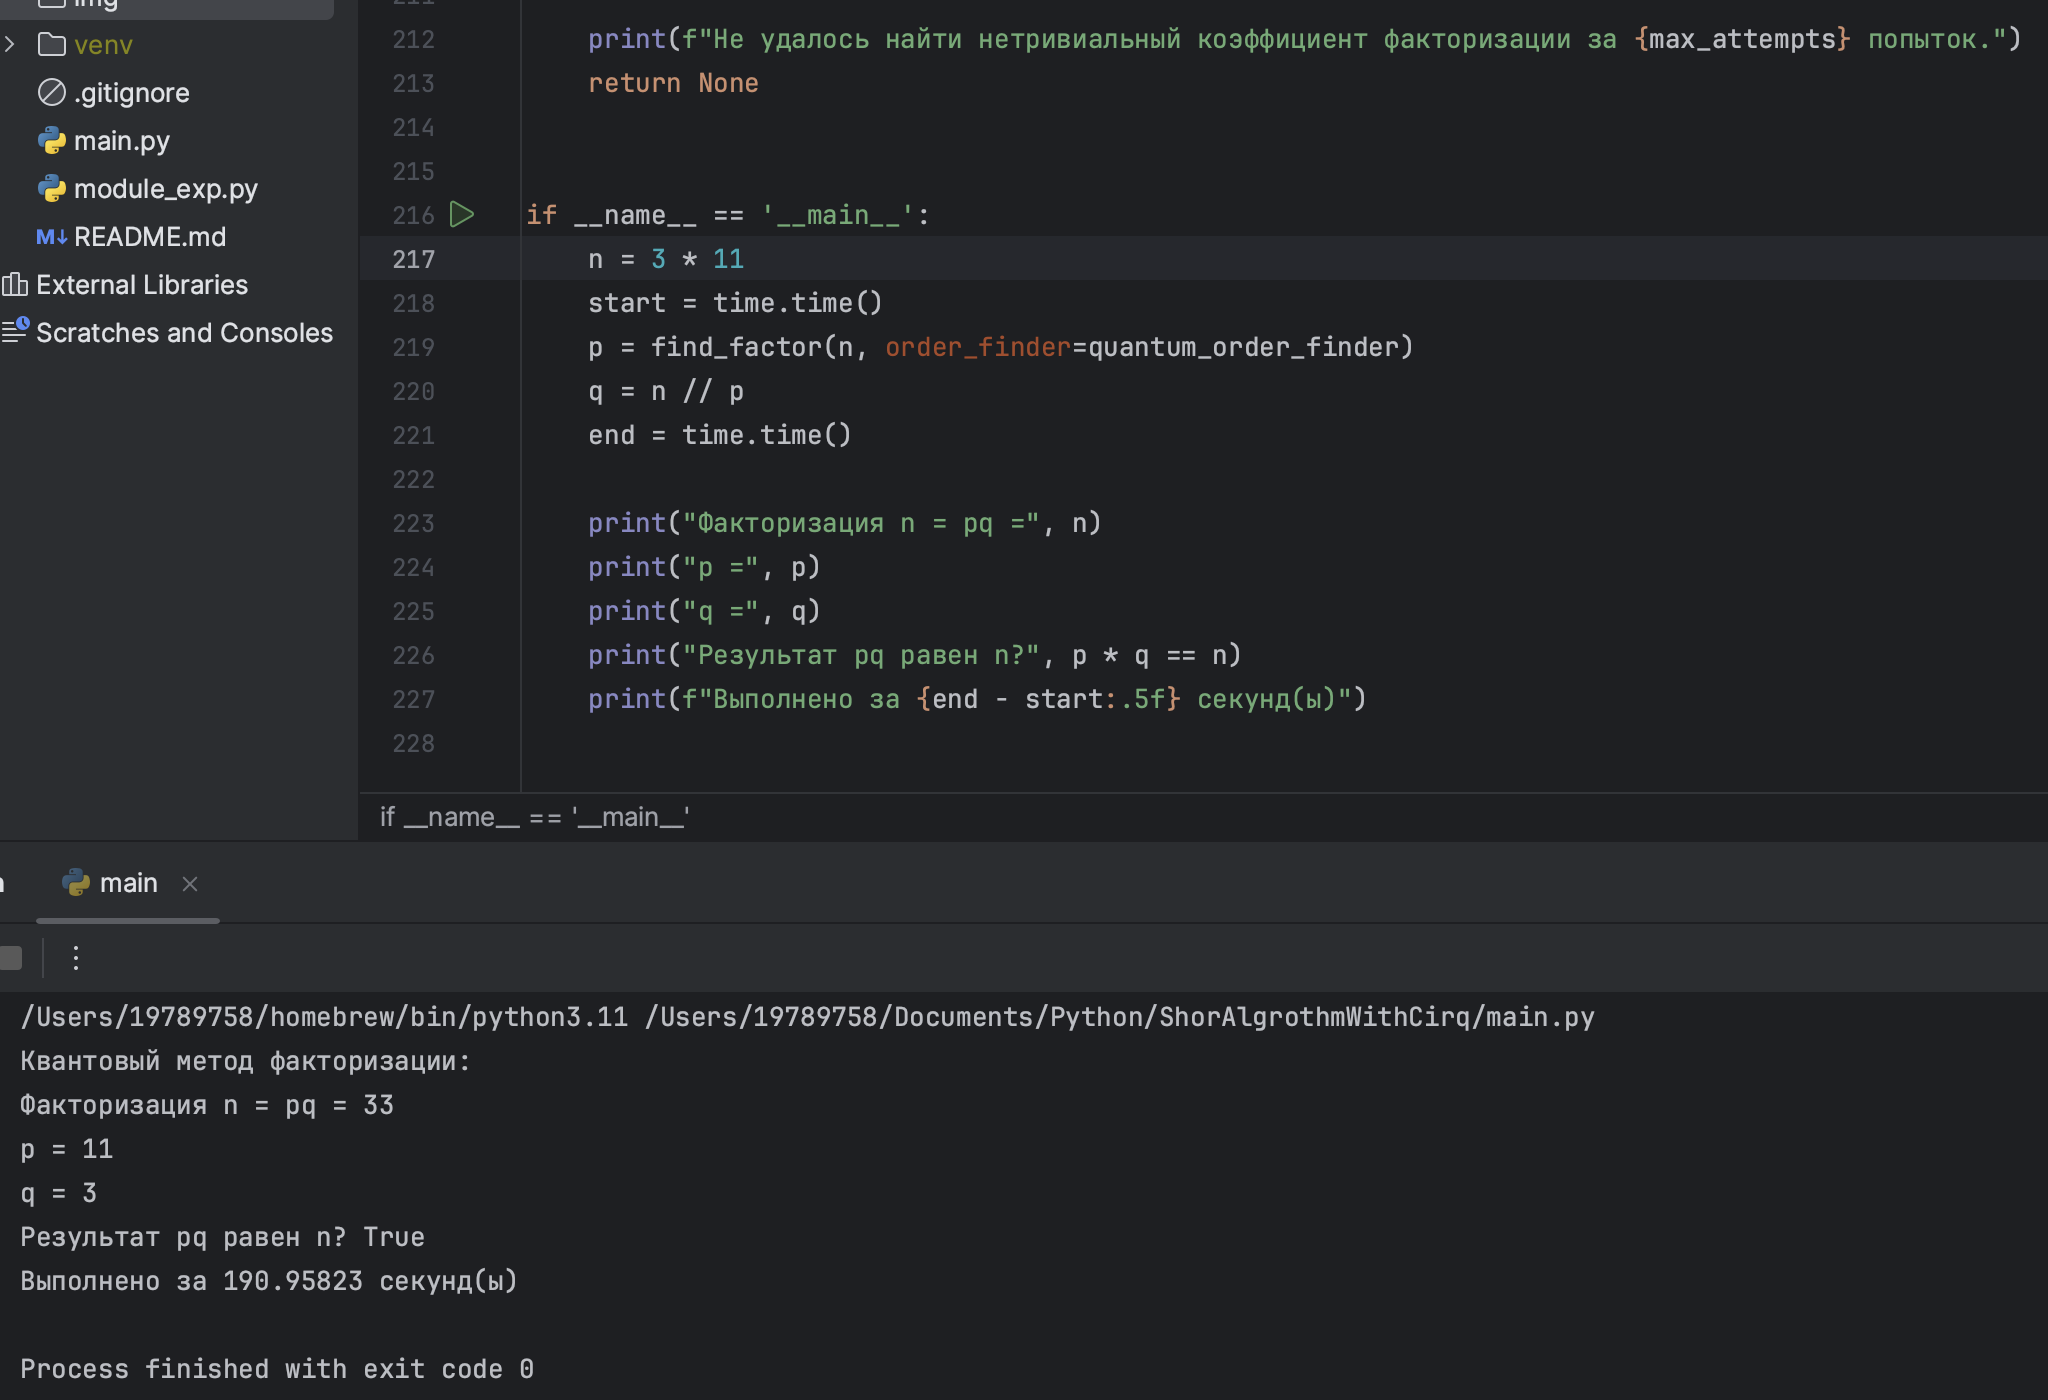 img
venv
.gitignore
main.py
module_exp.py
M↓ README.md
External Libraries
Scratches and Consoles
212 print(f"Не удалось найти нетривиальный коэффициент факторизации за {max_attempts} попыток.")
213 return None
214
215
216 if __name__ == '__main__':
217 n = 3 * 11
218 start = time.time()
219 p = find_factor(n, order_finder=quantum_order_finder)
220 q = n // p
221 end = time.time()
222
223 print("Факторизация n = pq =", n)
224 print("p =", p)
225 print("q =", q)
226 print("Результат pq равен n?", p * q == n)
227 print(f"Выполнено за {end - start:.5f} секунд(ы)")
228
if __name__ == '__main__'
main
/Users/19789758/homebrew/bin/python3.11 /Users/19789758/Documents/Python/ShorAlgrothmWithCirq/main.py
Квантовый метод факторизации:
Факторизация n = pq = 33
p = 11
q = 3
Результат pq равен n? True
Выполнено за 190.95823 секунд(ы)
Process finished with exit code 0